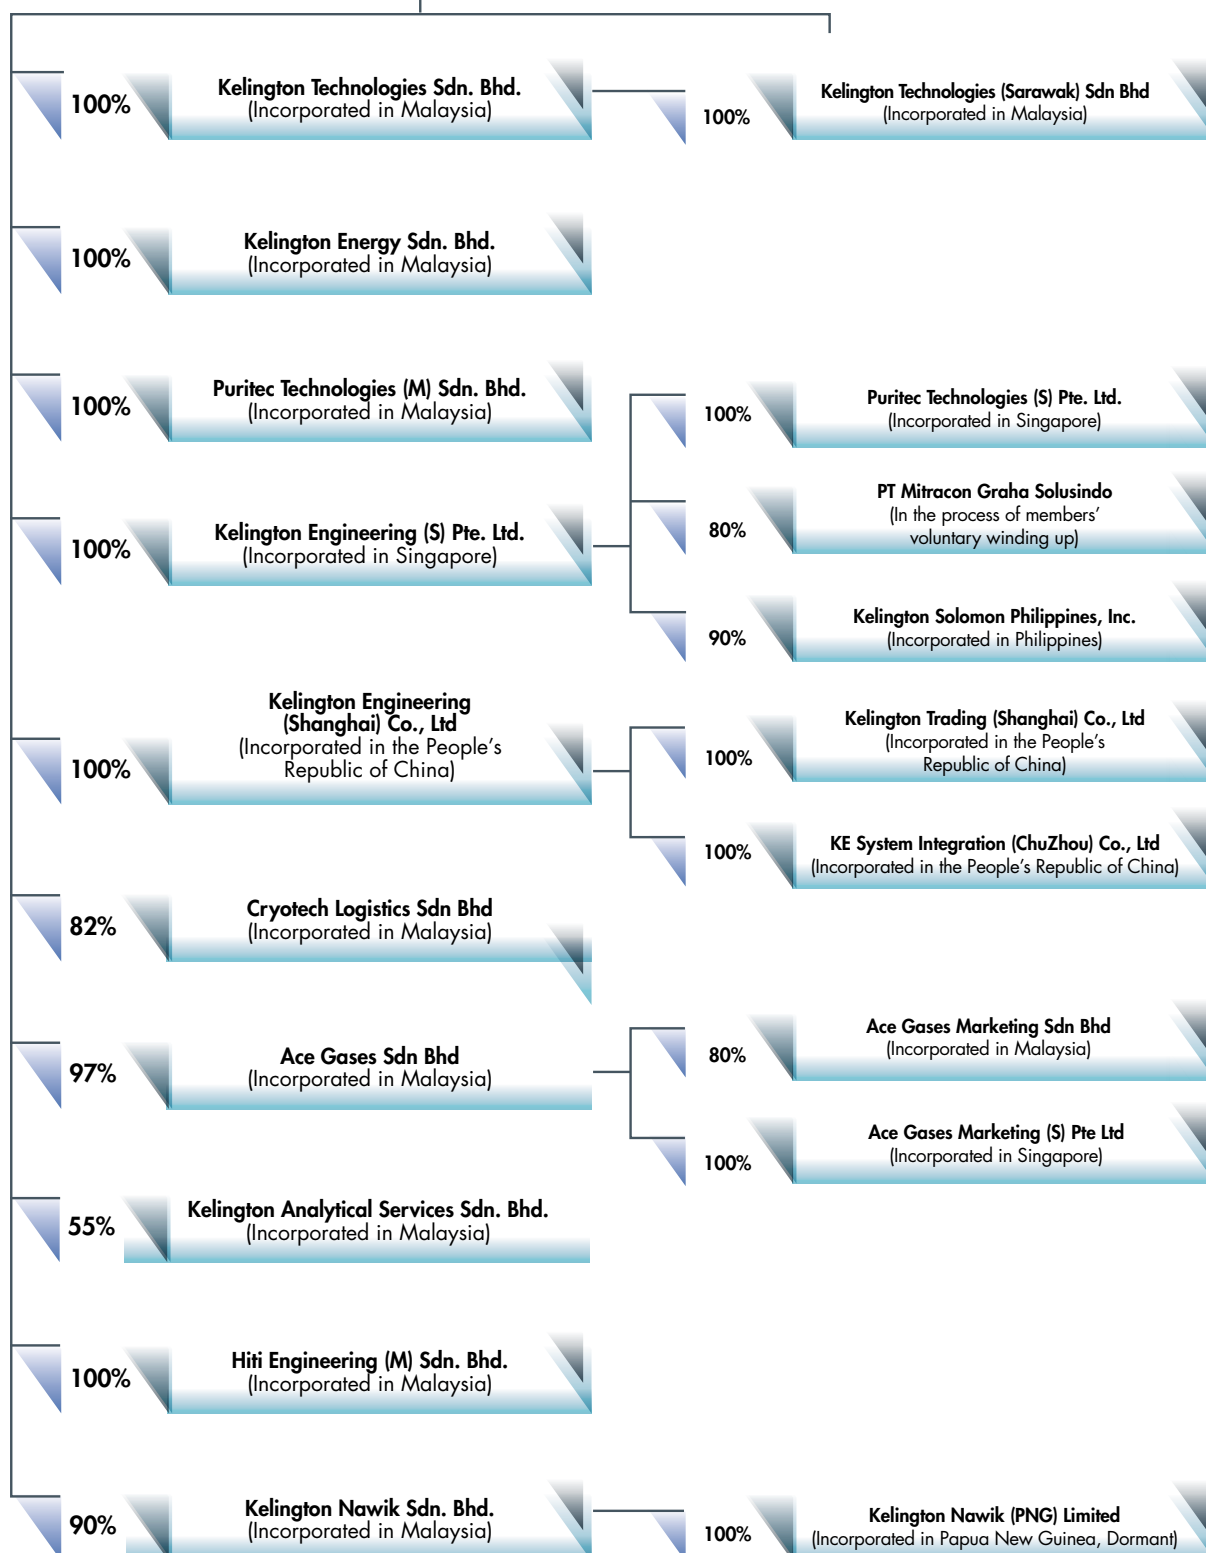 100%
Kelington Technologies Sdn. Bhd.
(Incorporated in Malaysia)
100%
Kelington Technologies (Sarawak) Sdn Bhd
(Incorporated in Malaysia)
100%
Kelington Energy Sdn. Bhd.
(Incorporated in Malaysia)
100%
Puritec Technologies (M) Sdn. Bhd.
(Incorporated in Malaysia)
100%
Kelington Engineering (S) Pte. Ltd.
(Incorporated in Singapore)
100%
Puritec Technologies (S) Pte. Ltd.
(Incorporated in Singapore)
80%
PT Mitracon Graha Solusindo
(In the process of members’
voluntary winding up)
90%
Kelington Solomon Philippines, Inc.
(Incorporated in Philippines)
100%
Kelington Engineering
(Shanghai) Co., Ltd
(Incorporated in the People’s
Republic of China)
100%
Kelington Trading (Shanghai) Co., Ltd
(Incorporated in the People’s
Republic of China)
100%
KE System Integration (ChuZhou) Co., Ltd
(Incorporated in the People’s Republic of China)
82%
Cryotech Logistics Sdn Bhd
(Incorporated in Malaysia)
97%
Ace Gases Sdn Bhd
(Incorporated in Malaysia)
80%
Ace Gases Marketing Sdn Bhd
(Incorporated in Malaysia)
100%
Ace Gases Marketing (S) Pte Ltd
(Incorporated in Singapore)
55%
Kelington Analytical Services Sdn. Bhd.
(Incorporated in Malaysia)
100%
Hiti Engineering (M) Sdn. Bhd.
(Incorporated in Malaysia)
90%
Kelington Nawik Sdn. Bhd.
(Incorporated in Malaysia)
100%
Kelington Nawik (PNG) Limited
(Incorporated in Papua New Guinea, Dormant)